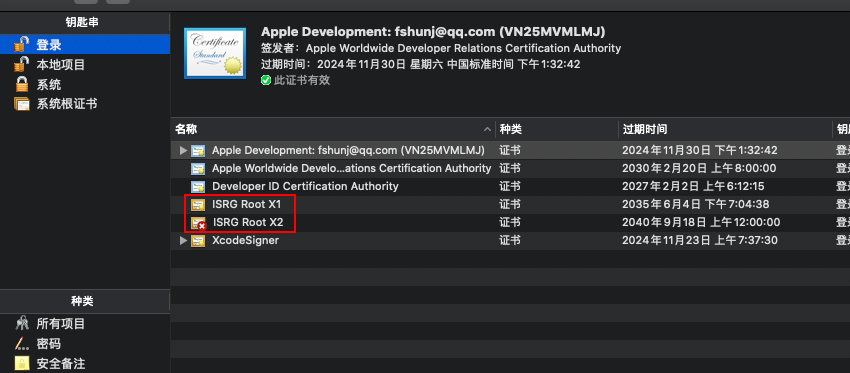 钥匙串
登录
本地项目
系统
系统根证书
Certificate
Standard
Apple Development: fshunj@qq.com (VN25MVMLMJ)
签发者：Apple Worldwide Developer Relations Certification Authority
过期时间：2024年11月30日 星期六 中国标准时间 下午1:32:42
此证书有效
名称 种类 过期时间 钥
Apple Development: fshunj@qq.com (VN25MVMLMJ) 证书 2024年11月30日 下午1:32:42 登
Apple Worldwide Develo...ations Certification Authority 证书 2030年2月20日 上午8:00:00 登
Developer ID Certification Authority 证书 2027年2月2日 上午6:12:15 登
ISRG Root X1 证书 2035年6月4日 下午7:04:38 登
ISRG Root X2 证书 2040年9月18日 上午12:00:00 登
XcodeSigner 证书 2024年11月23日 上午7:37:30 登
种类
所有项目
密码
安全备注